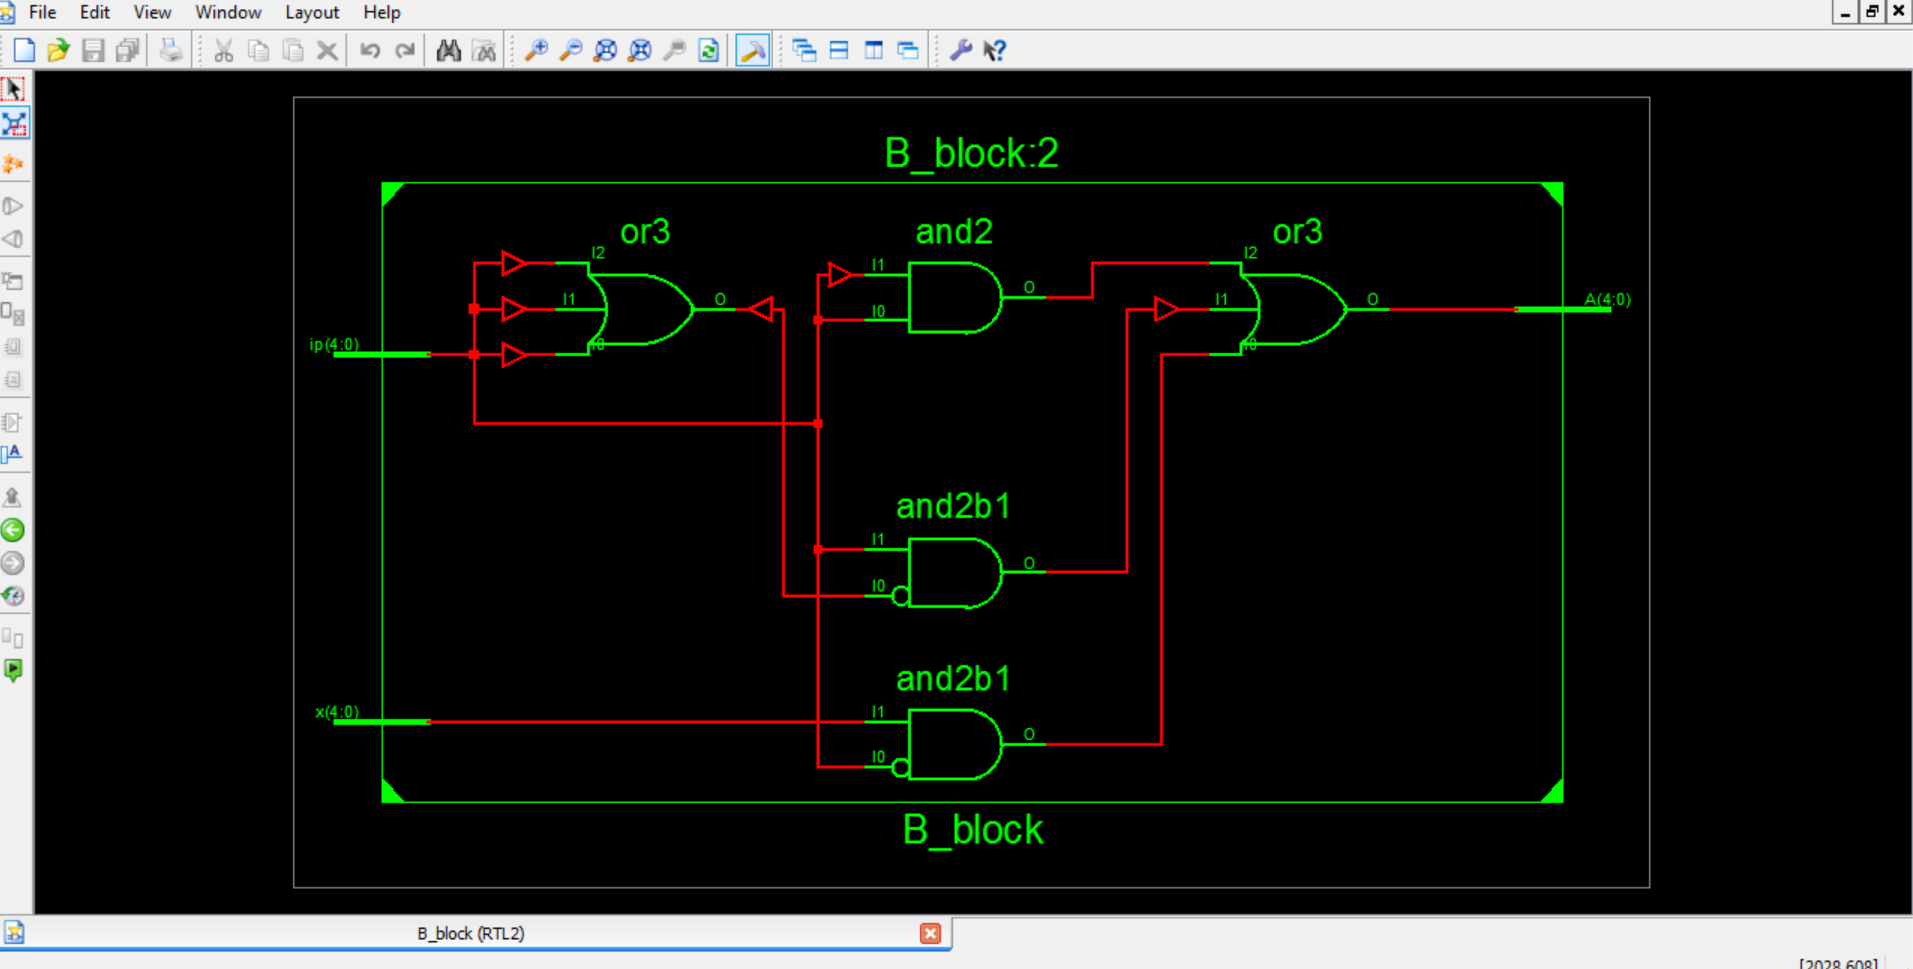 File Edit View Window Layout Help
B_block:2
or3 and2 or3
I2 I1 I0 O
I1 I0 O
I2 I1 I0 O
ip(4:0)
A(4:0)
and2b1
I1 I0 O
and2b1
x(4:0)
I1 I0 O
B_block
B_block (RTL2)
[2028,608]